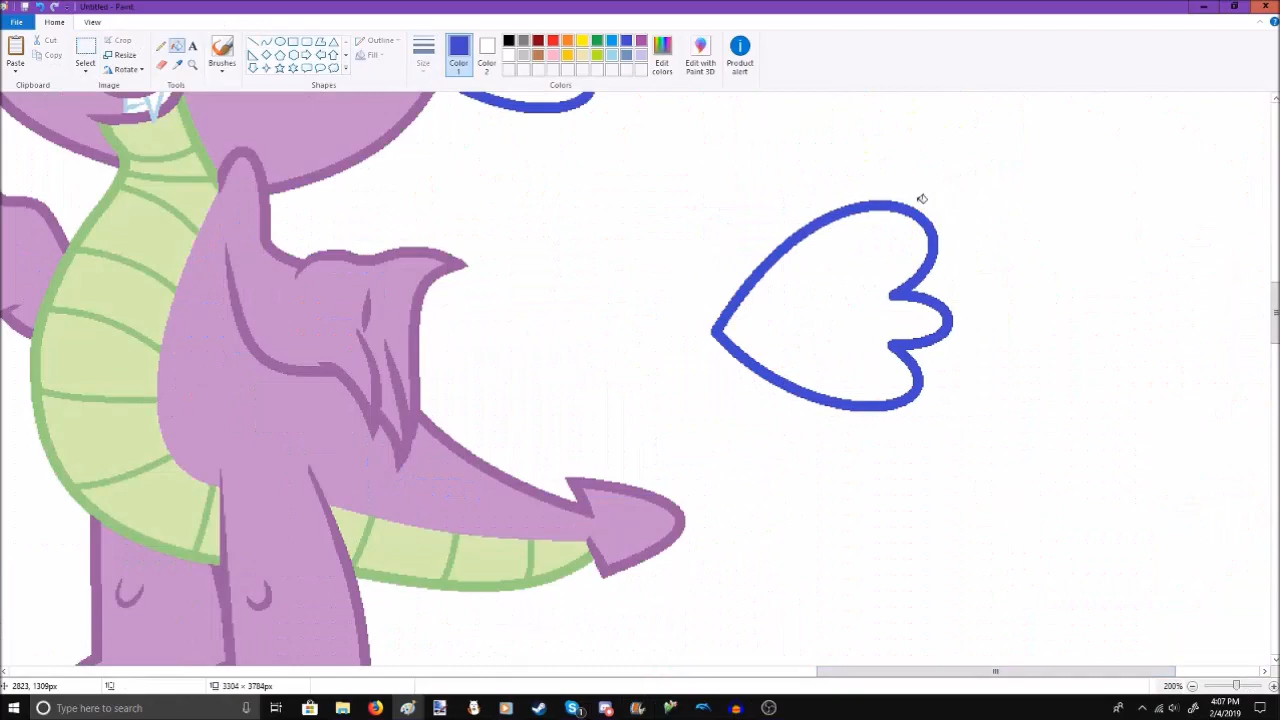 Untitled - Paint
File Home View
Paste
Cut
Copy
Clipboard
Select
Crop
Resize
Rotate
Image
A
Tools
Brushes
Outline
Fill
Shapes
Size
Color 1
Color 2
Edit colors
Colors
Edit with Paint 3D
Product alert
2823, 1309px
3304 × 3784px
200%
Type here to search
4:07 PM
2/4/2019